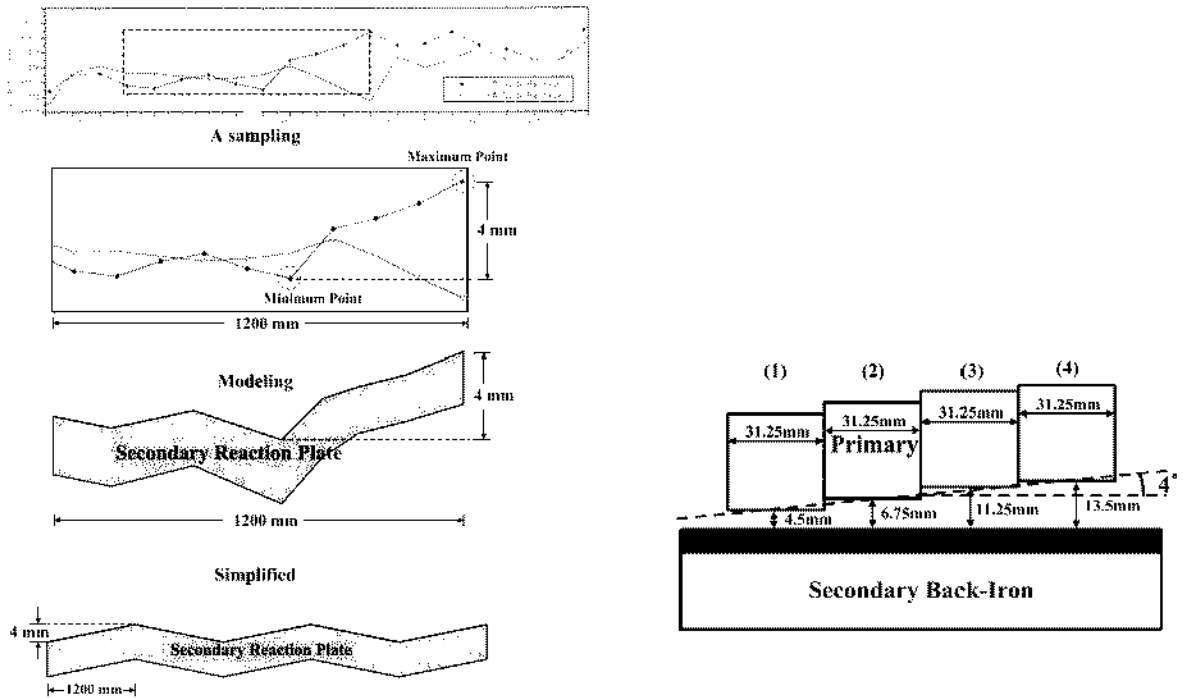 A sampling
Maximum Point
4 mm
Minimum Point
1200 mm
Modeling
4 mm
Secondary Reaction Plate
1200 mm
Simplified
4 mm
Secondary Reaction Plate
1200 mm
(1) (2) (3) (4)
31.25mm 31.25mm 31.25mm 31.25mm
Primary
4°
4.5mm 6.75mm 11.25mm 13.5mm
Secondary Back-Iron